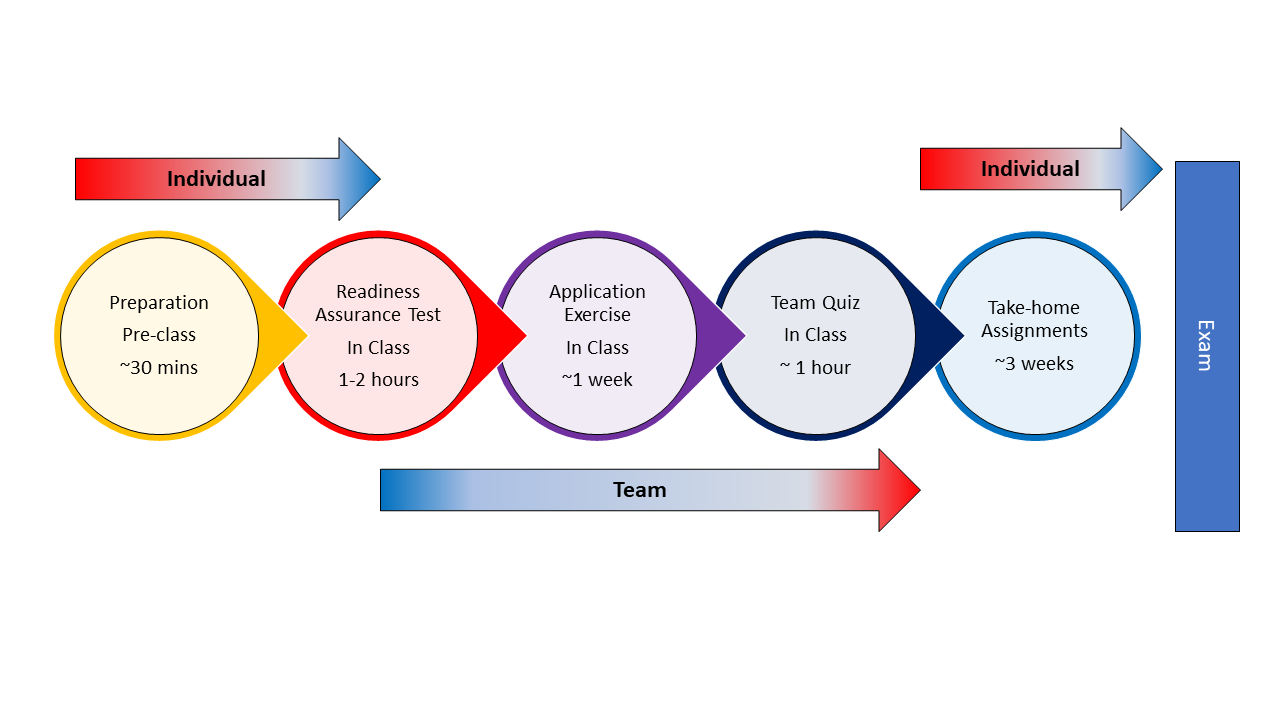 Individual
Individual
Preparation
Pre-class
~30 mins
Readiness
Assurance Test
In Class
1-2 hours
Application
Exercise
In Class
~1 week
Team Quiz
In Class
~ 1 hour
Take-home
Assignments
~3 weeks
Exam
Team